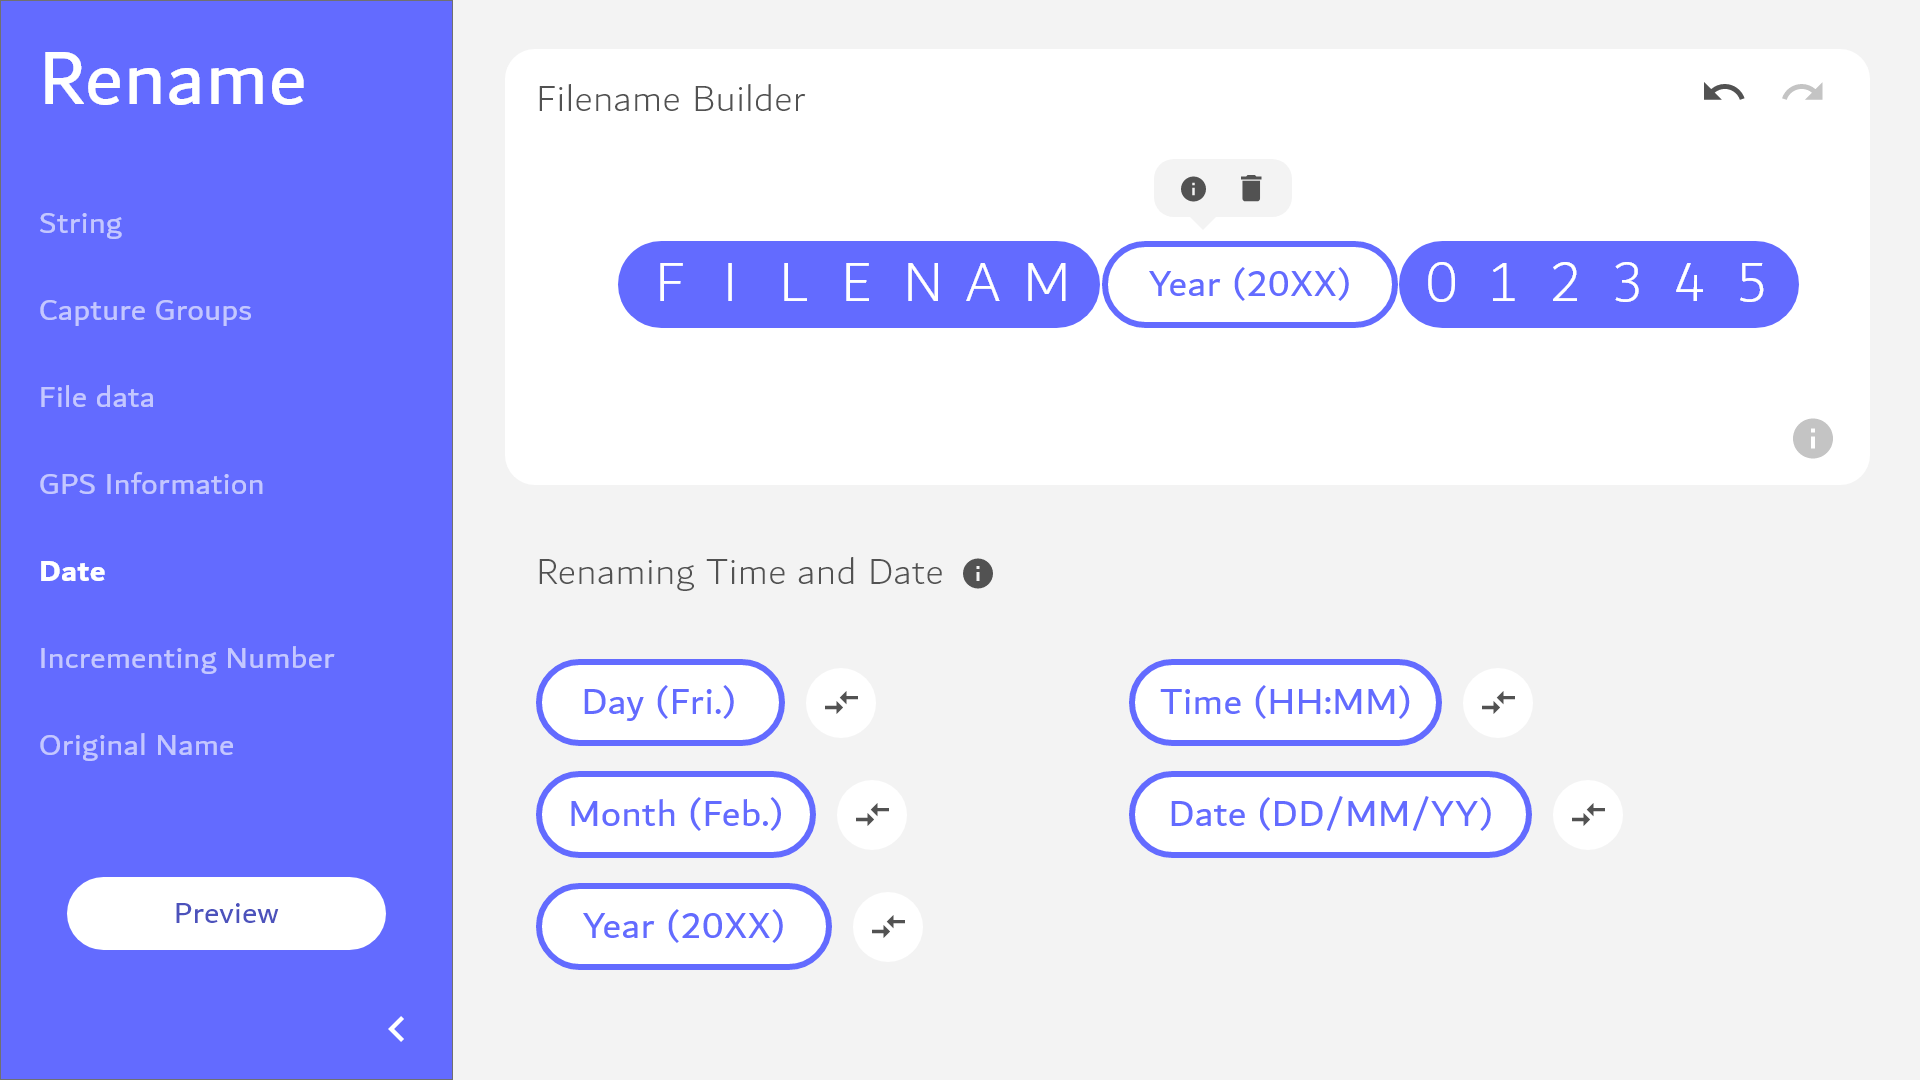 Rename
String
Capture Groups
File data
GPS Information
Date
Incrementing Number
Original Name
Preview
Filename Builder
F I L E N A M Year (20XX) 0 1 2 3 4 5
Renaming Time and Date
Day (Fri.)
Time (HH:MM)
Month (Feb.)
Date (DD/MM/YY)
Year (20XX)